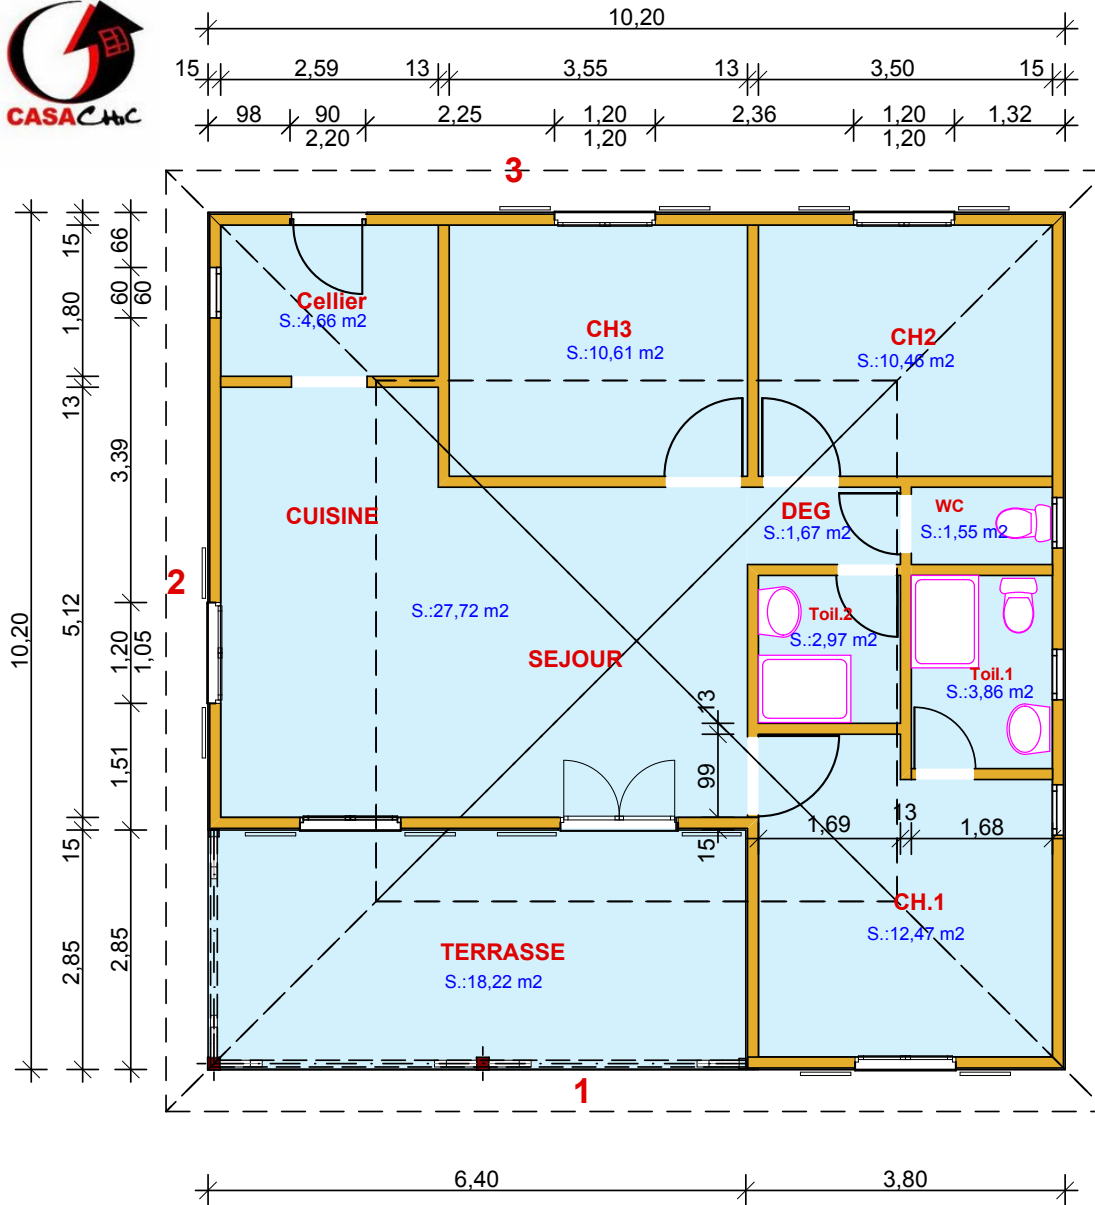 CASACHIC
10,20
15 2,59 13 3,55 13 3,50 15
98 90 2,25 1,20 2,36 1,20 1,32
2,20 1,20 1,20
3
15 66
1,80 60 60
13
3,39
10,20 5,12 1,20 1,05
1,51
15
2,85 2,85
2
Cellier
S.:4,66 m2
CH3
S.:10,61 m2
CH2
S.:10,46 m2
CUISINE
DEG
S.:1,67 m2
WC
S.:1,55 m2
S.:27,72 m2
SEJOUR
Toil.2
S.:2,97 m2
Toil.1
S.:3,86 m2
13
99
15
1,69 13 1,68
CH.1
S.:12,47 m2
TERRASSE
S.:18,22 m2
1
6,40 3,80